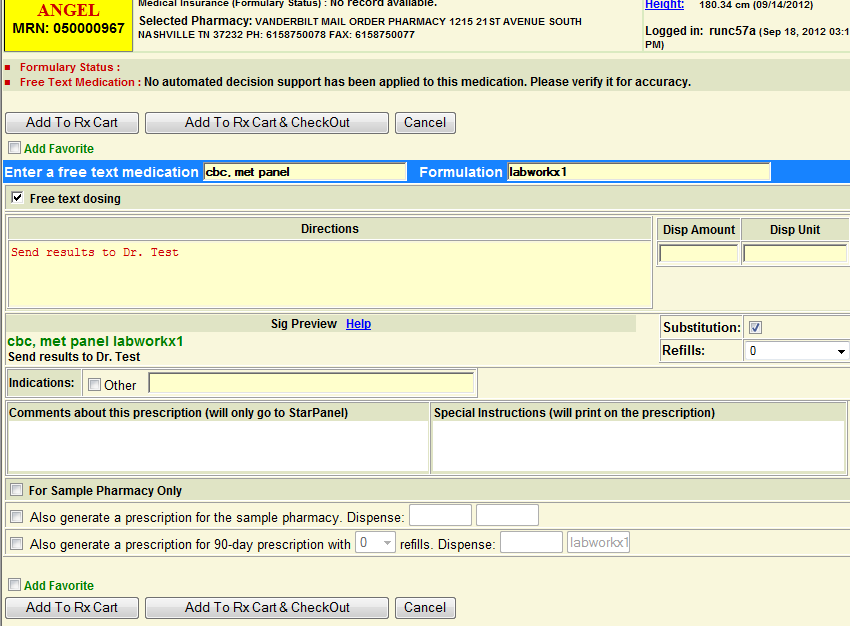 ANGEL
MRN: 050000967
Medical Insurance (Formulary Status) : No record available.
Selected Pharmacy: VANDERBILT MAIL ORDER PHARMACY 1215 21ST AVENUE SOUTH
NASHVILLE TN 37232 PH: 6158750078 FAX: 6158750077
Height: 180.34 cm (09/14/2012)
Logged in: runc57a (Sep 18, 2012 03:1
PM)
Formulary Status :
Free Text Medication : No automated decision support has been applied to this medication. Please verify it for accuracy.
Add To Rx Cart Add To Rx Cart & CheckOut Cancel
Add Favorite
Enter a free text medication cbc, met panel Formulation labworkx1
Free text dosing
Directions Disp Amount Disp Unit
Send results to Dr. Test
Sig Preview Help
cbc, met panel labworkx1
Send results to Dr. Test
Substitution:
Refills: 0
Indications: Other
Comments about this prescription (will only go to StarPanel) Special Instructions (will print on the prescription)
For Sample Pharmacy Only
Also generate a prescription for the sample pharmacy. Dispense:
Also generate a prescription for 90-day prescription with 0 refills. Dispense: labworkx1
Add Favorite
Add To Rx Cart Add To Rx Cart & CheckOut Cancel